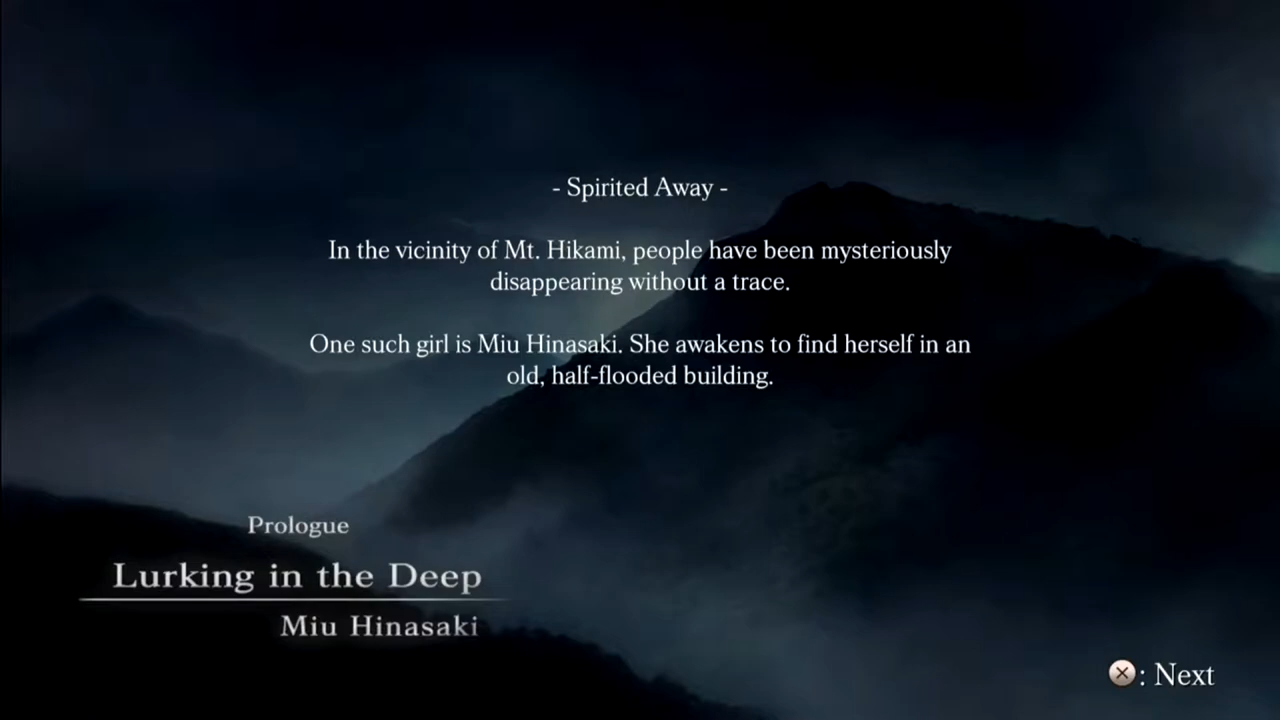 - Spirited Away -
In the vicinity of Mt. Hikami, people have been mysteriously
disappearing without a trace.
One such girl is Miu Hinasaki. She awakens to find herself in an
old, half-flooded building.
Prologue
Lurking in the Deep
Miu Hinasaki
ⓧ: Next